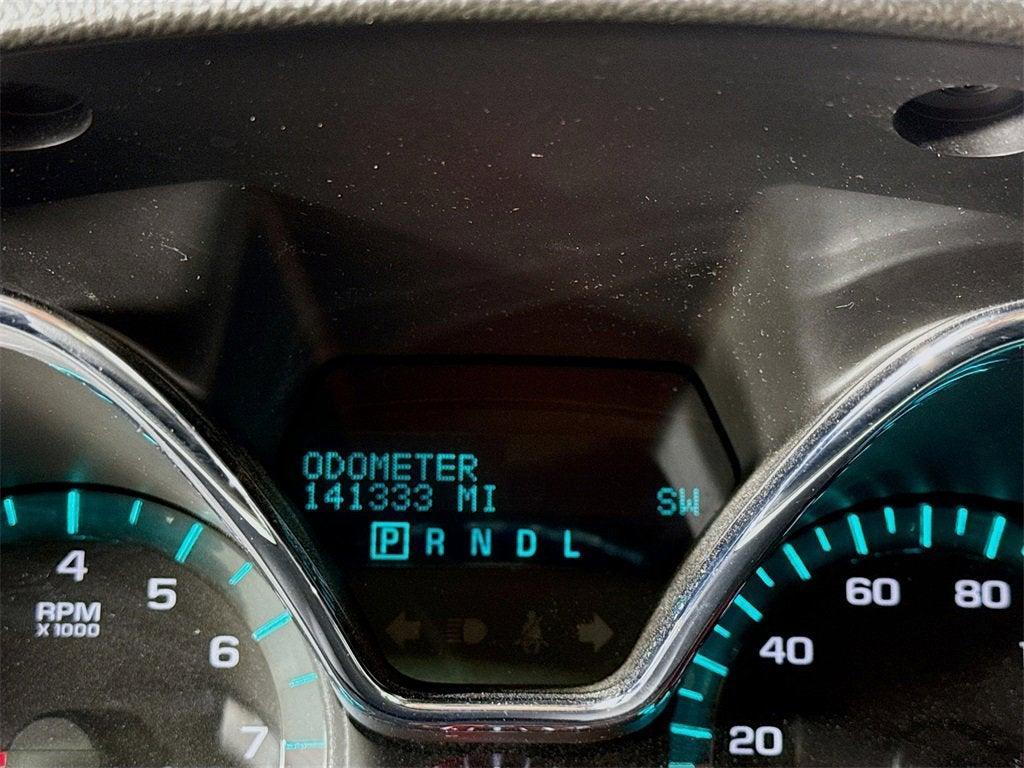 ODOMETER
141333 MI SW
P R N D L
4
5
RPM
X1000
6
7
60
80
40
20